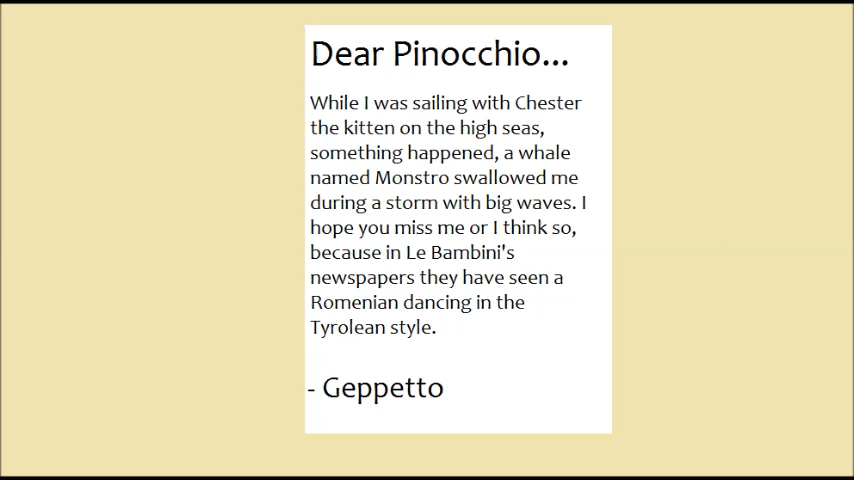 Dear Pinocchio...
While I was sailing with Chester
the kitten on the high seas,
something happened, a whale
named Monstro swallowed me
during a storm with big waves. I
hope you miss me or I think so,
because in Le Bambini's
newspapers they have seen a
Romenian dancing in the
Tyrolean style.
- Geppetto